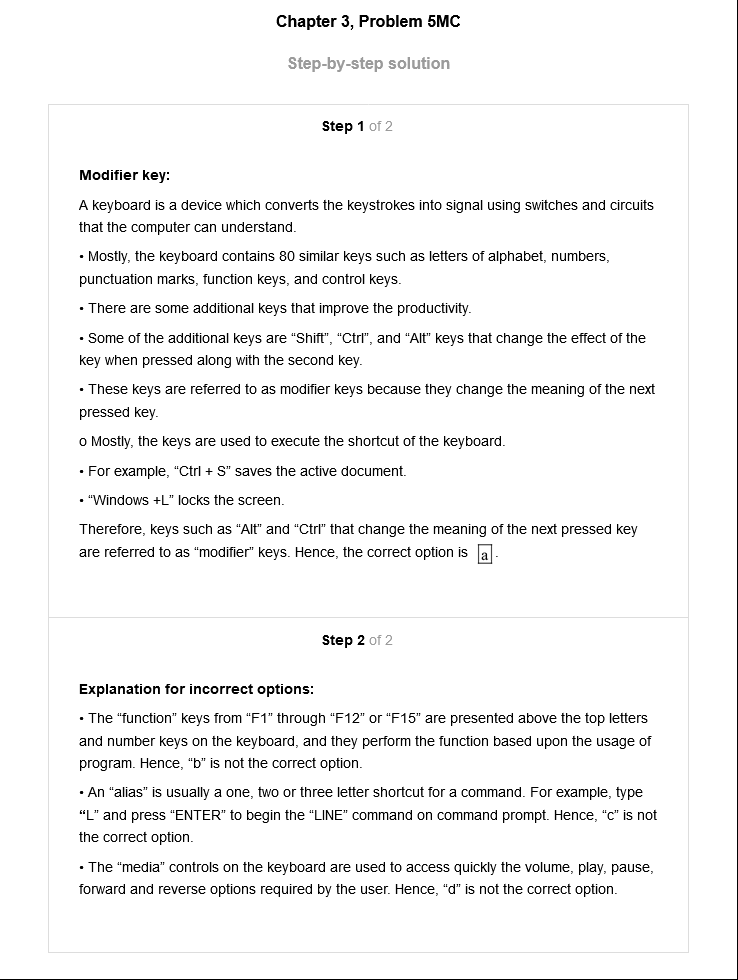 Chapter 3, Problem 5MC
Step-by-step solution
Step 1 of 2
Modifier key:
A keyboard is a device which converts the keystrokes into signal using switches and circuits
that the computer can understand.
• Mostly, the keyboard contains 80 similar keys such as letters of alphabet, numbers,
punctuation marks, function keys, and control keys.
• There are some additional keys that improve the productivity.
• Some of the additional keys are “Shift”, “Ctrl”, and “Alt” keys that change the effect of the
key when pressed along with the second key.
• These keys are referred to as modifier keys because they change the meaning of the next
pressed key.
o Mostly, the keys are used to execute the shortcut of the keyboard.
• For example, “Ctrl + S” saves the active document.
• “Windows +L” locks the screen.
Therefore, keys such as “Alt” and “Ctrl” that change the meaning of the next pressed key
are referred to as “modifier” keys. Hence, the correct option is a .
Step 2 of 2
Explanation for incorrect options:
• The “function” keys from “F1” through “F12” or “F15” are presented above the top letters
and number keys on the keyboard, and they perform the function based upon the usage of
program. Hence, “b” is not the correct option.
• An “alias” is usually a one, two or three letter shortcut for a command. For example, type
“L” and press “ENTER” to begin the “LINE” command on command prompt. Hence, “c” is not
the correct option.
• The “media” controls on the keyboard are used to access quickly the volume, play, pause,
forward and reverse options required by the user. Hence, “d” is not the correct option.